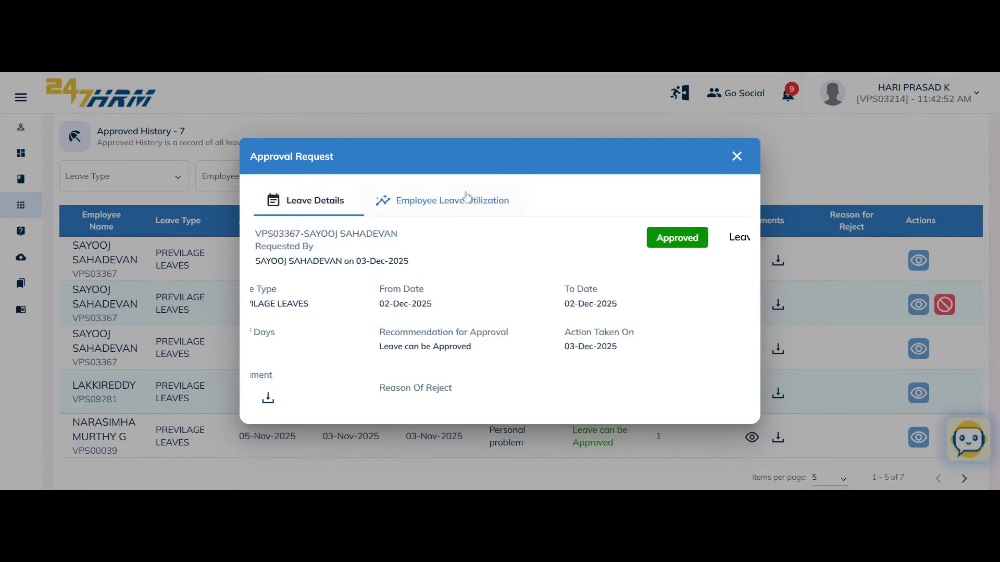 24
7HRM
Go Social
9
HARI PRASAD K
[VPS03214] - 11:42:52 AM
Approved History - 7
Approved History is a record of all leav
Leave Type
Employee
Approval Request
Leave Details
Employee Leave Utilization
VPS03367-SAYOOJ SAHADEVAN
Requested By
SAYOOJ SAHADEVAN on 03-Dec-2025
Approved
Leav
e Type
From Date
To Date
VILAGE LEAVES
02-Dec-2025
02-Dec-2025
f Days
Recommendation for Approval
Action Taken On
Leave can be Approved
03-Dec-2025
ument
Reason Of Reject
Employee Name
Leave Type
ments
Reason for Reject
Actions
SAYOOJ
SAHADEVAN
VPS03367
PREVILAGE
LEAVES
SAYOOJ
SAHADEVAN
VPS03367
PREVILAGE
LEAVES
SAYOOJ
SAHADEVAN
VPS03367
PREVILAGE
LEAVES
LAKKIREDDY
VPS09281
PREVILAGE
LEAVES
NARASIMHA
MURTHY G
VPS00039
PREVILAGE
LEAVES
05-Nov-2025
03-Nov-2025
03-Nov-2025
Personal
problem
Leave can be
Approved
1
Items per page: 5
1 – 5 of 7